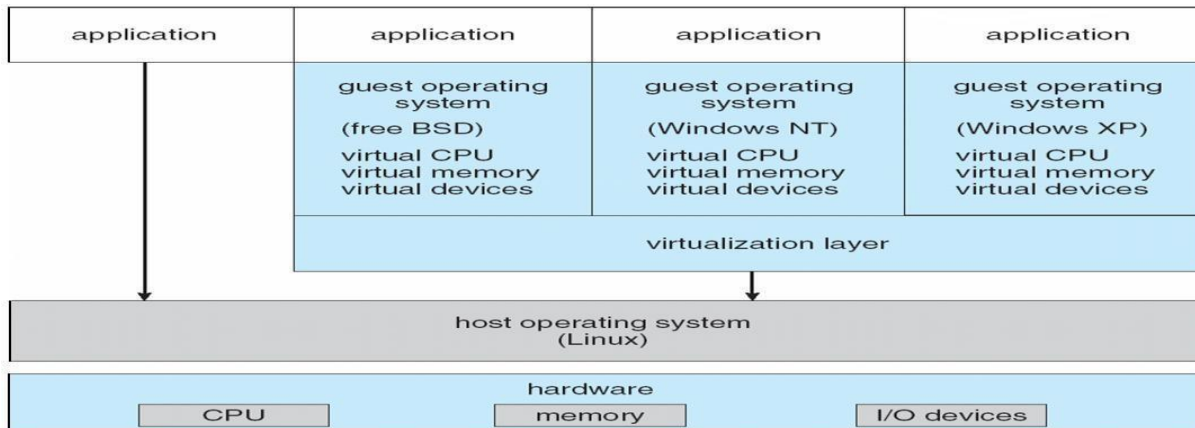 application
application
application
application
guest operating
system
(free BSD)
virtual CPU
virtual memory
virtual devices
guest operating
system
(Windows NT)
virtual CPU
virtual memory
virtual devices
guest operating
system
(Windows XP)
virtual CPU
virtual memory
virtual devices
virtualization layer
host operating system
(Linux)
hardware
CPU
memory
I/O devices